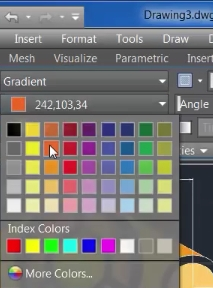 Drawing3.dwg
Insert Format Tools Draw
Mesh Visualize Parametric Insert
Gradient
242,103,34 Angle
Index Colors
More Colors...